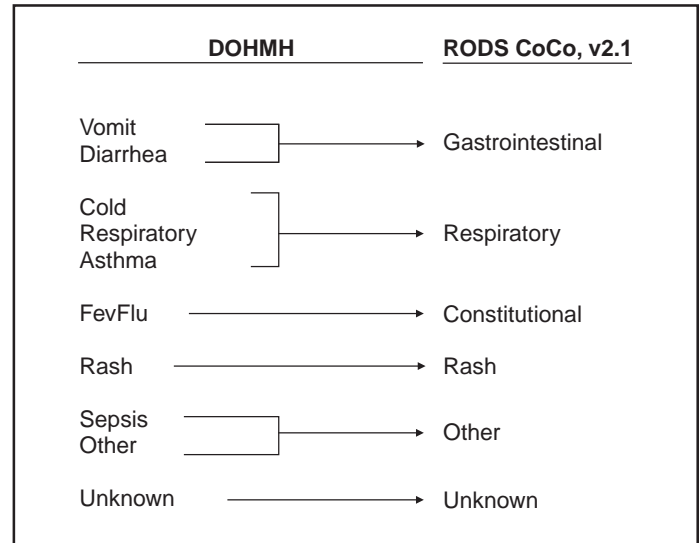 DOHMH RODS CoCo, v2.1
Vomit
Diarrhea
Gastrointestinal
Cold
Respiratory
Asthma
Respiratory
FevFlu Constitutional
Rash Rash
Sepsis
Other
Other
Unknown Unknown